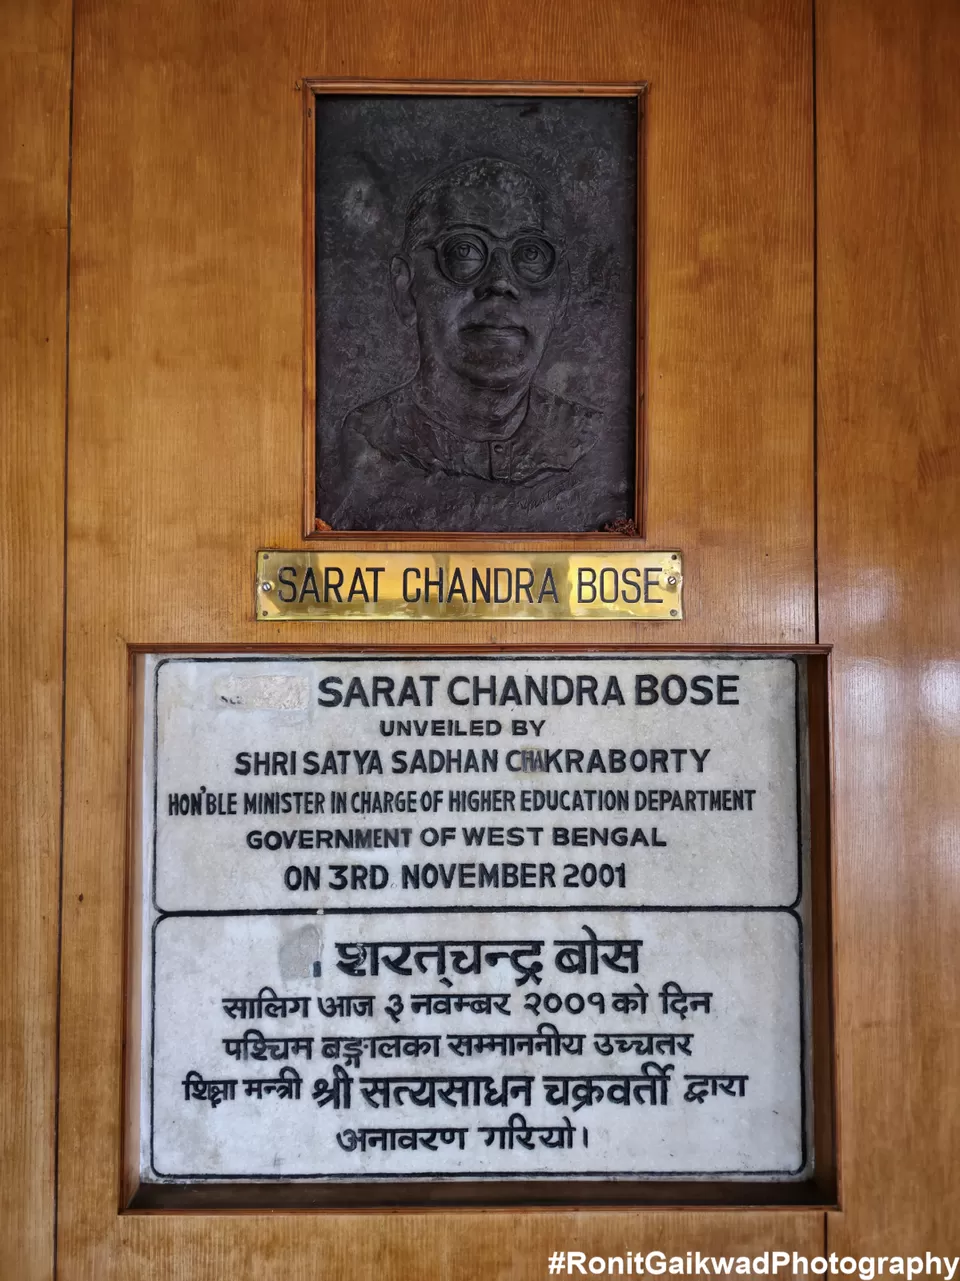 SARAT CHANDRA BOSE
SARAT CHANDRA BOSE
UNVEILED BY
SHRI SATYA SADHAN CHAKRABORTY
HON'BLE MINISTER IN CHARGE OF HIGHER EDUCATION DEPARTMENT
GOVERNMENT OF WEST BENGAL
ON 3RD NOVEMBER 2001
शरत्चन्द्र बोस
सालिग आज ३ नवम्बर २००१ को दिन
पश्चिम बङ्गालका सम्माननीय उच्चतर
शिक्षा मन्त्री श्री सत्यसाधन चक्रवर्ती द्वारा
अनावरण गरियो।
#RonitGaikwadPhotography